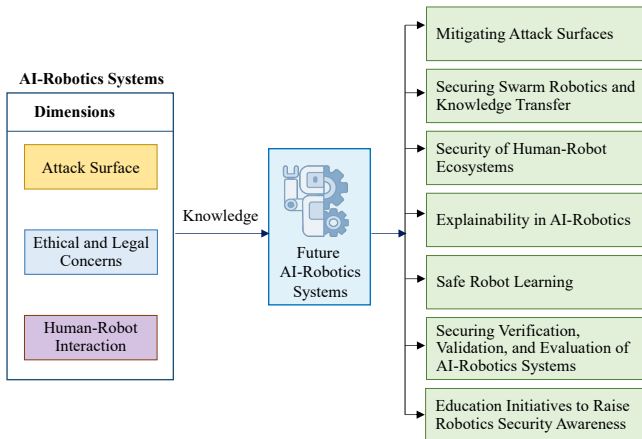 AI-Robotics Systems
Dimensions
Attack Surface
Ethical and Legal
Concerns
Human-Robot
Interaction
Knowledge
Future
AI-Robotics
Systems
Mitigating Attack Surfaces
Securing Swarm Robotics and
Knowledge Transfer
Security of Human-Robot
Ecosystems
Explainability in AI-Robotics
Safe Robot Learning
Securing Verification,
Validation, and Evaluation of
AI-Robotics Systems
Education Initiatives to Raise
Robotics Security Awareness